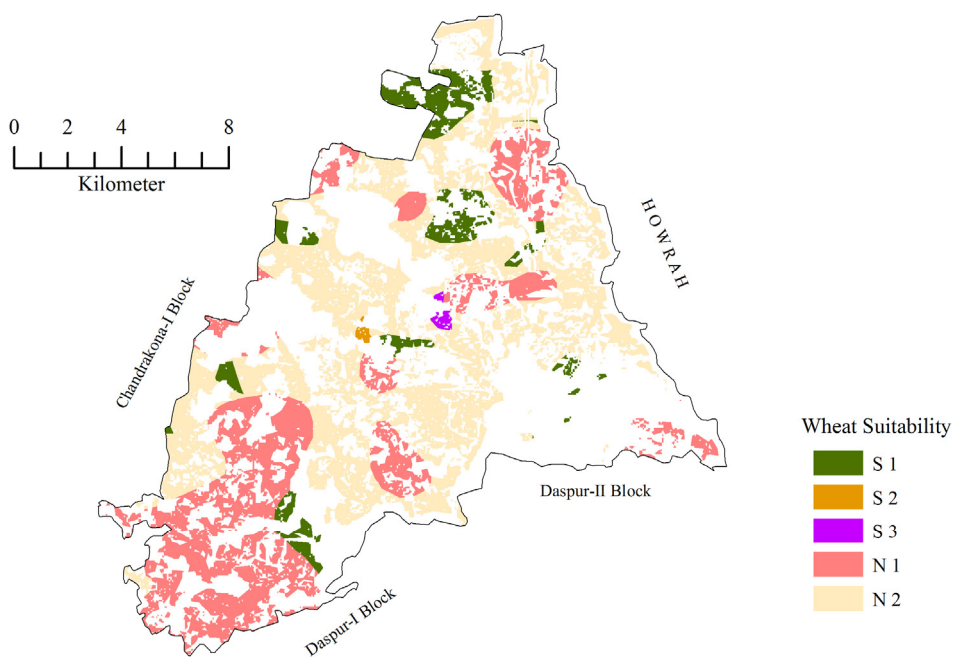 0 2 4 8
Kilometer
HOWRAH
Chandrakona-I Block
Wheat Suitability
S 1
S 2
S 3
N 1
N 2
Daspur-II Block
Daspur-I Block